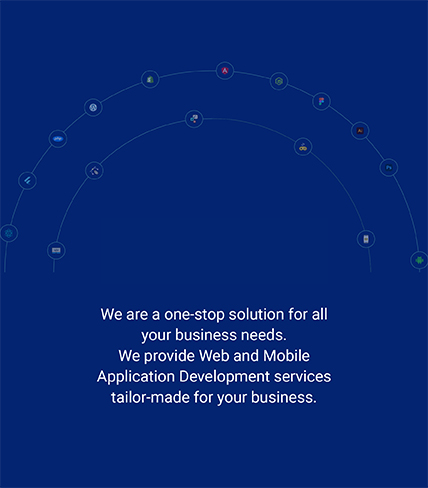 We are a one-stop solution for all
your business needs.
We provide Web and Mobile
Application Development services
tailor-made for your business.